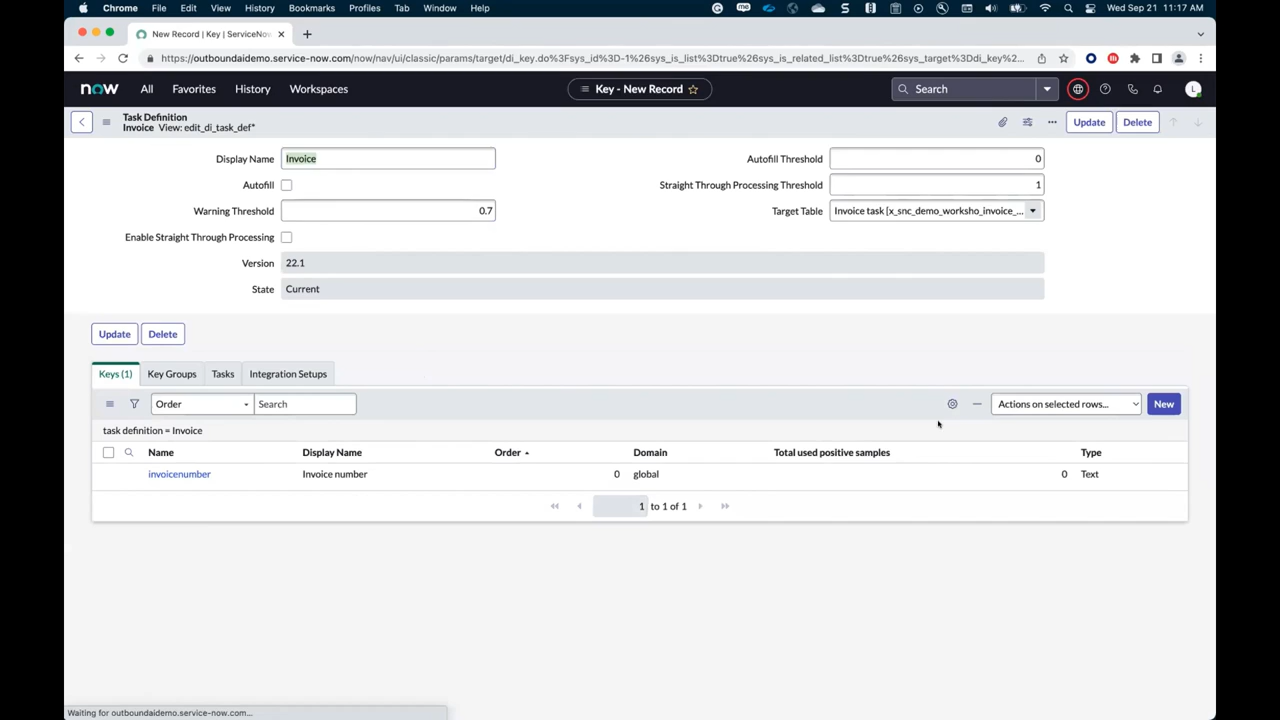 Chrome File Edit View History Bookmarks Profiles Tab Window Help Wed Sep 21 11:17 AM
New Record | Key | ServiceNow
https://outboundaidemo.service-now.com/now/nav/ui/classic/params/target/di_key.do%3Fsys_id%3D-1%26sys_is_list%3Dtrue%26sys_is_related_list%3Dtrue%26sys_target%3Ddi_key%2...
now All Favorites History Workspaces Key - New Record Search L
Task Definition
Invoice View: edit_di_task_def*
Update Delete
Display Name Invoice Autofill Threshold 0
Autofill Straight Through Processing Threshold 1
Warning Threshold 0.7 Target Table Invoice task [x_snc_demo_worksho_invoice_...
Enable Straight Through Processing
Version 22.1
State Current
Update Delete
Keys (1) Key Groups Tasks Integration Setups
Order Search Actions on selected rows... New
task definition = Invoice
Name Display Name Order Domain Total used positive samples Type
invoicenumber Invoice number 0 global 0 Text
1 to 1 of 1
Waiting for outboundaidemo.service-now.com...